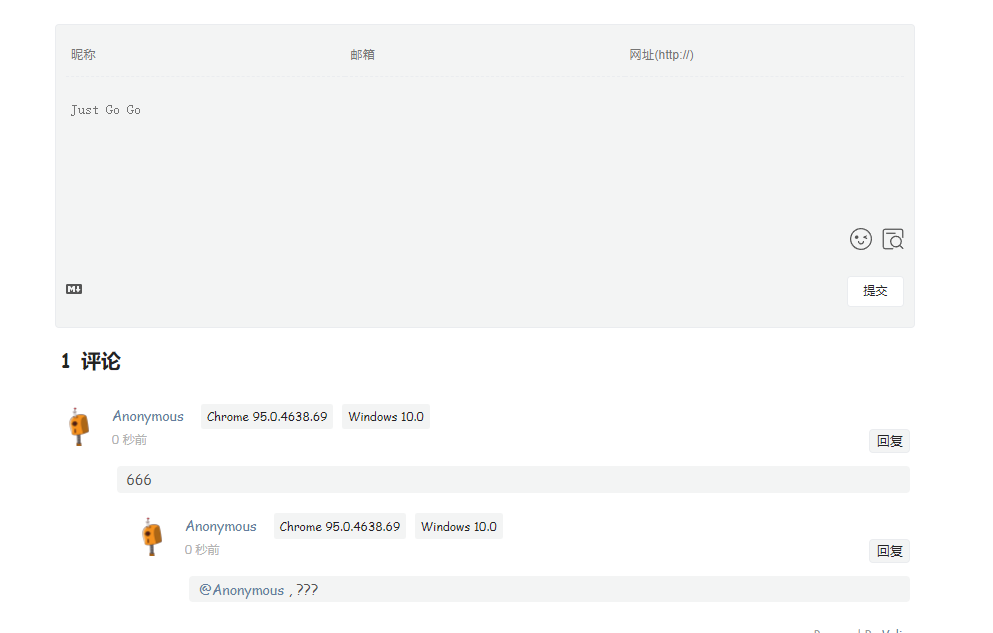 昵称 邮箱 网址(http://)
Just Go Go
M↓
提交
1 评论
Anonymous Chrome 95.0.4638.69 Windows 10.0
0 秒前
回复
666
Anonymous Chrome 95.0.4638.69 Windows 10.0
0 秒前
回复
@Anonymous , ???